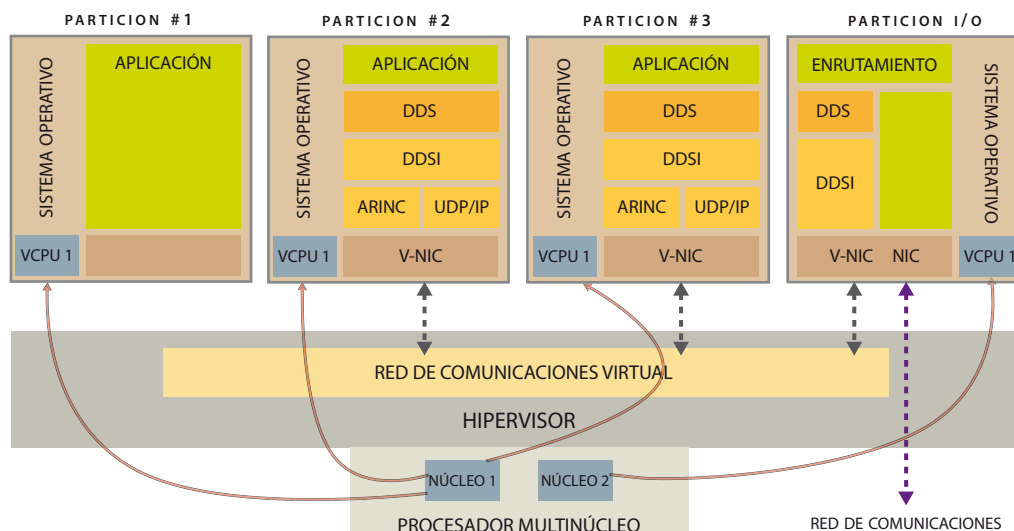 PARTICION #1
PARTICION #2
PARTICION #3
PARTICION I/O
SISTEMA OPERATIVO
APLICACIÓN
VCPU 1
SISTEMA OPERATIVO
APLICACIÓN
DDS
DDSI
ARINC
UDP/IP
VCPU 1
V-NIC
SISTEMA OPERATIVO
APLICACIÓN
DDS
DDSI
ARINC
UDP/IP
VCPU 1
V-NIC
ENRUTAMIENTO
DDS
DDSI
SISTEMA OPERATIVO
V-NIC
NIC
VCPU 1
RED DE COMUNICACIONES VIRTUAL
HIPERVISOR
NÚCLEO 1
NÚCLEO 2
PROCESADOR MULTINÚCLEO
RED DE COMUNICACIONES